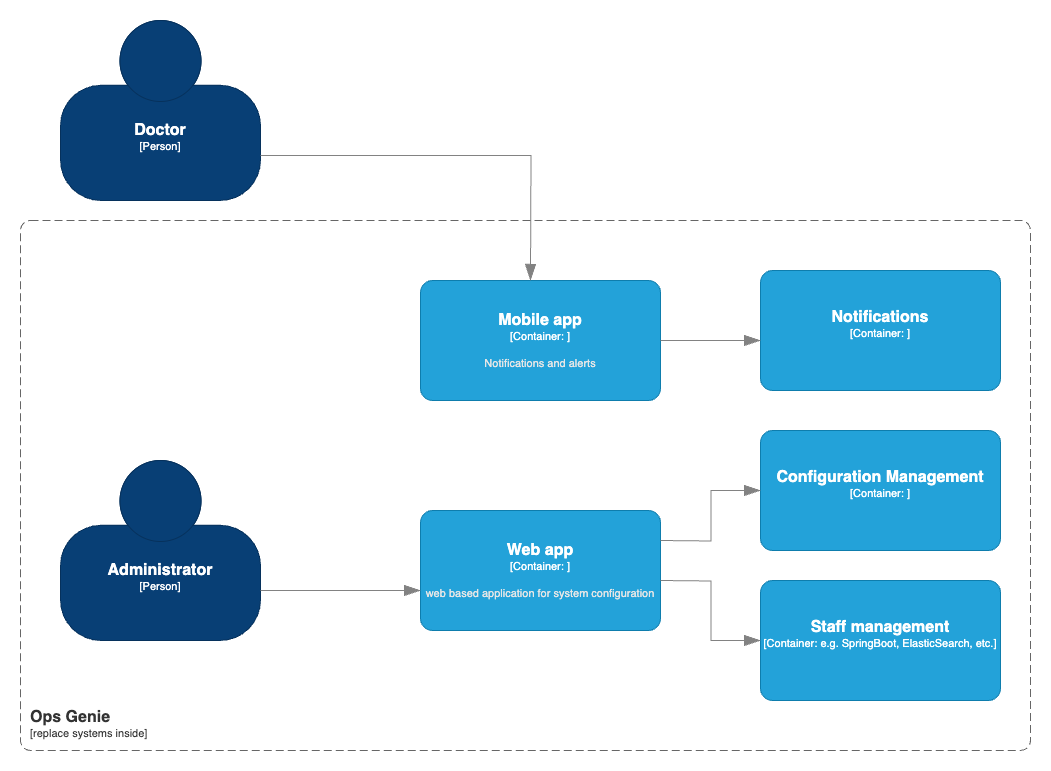 Doctor
[Person]
Mobile app
[Container: ]
Notifications and alerts
Notifications
[Container: ]
Configuration Management
[Container: ]
Administrator
[Person]
Web app
[Container: ]
web based application for system configuration
Staff management
[Container: e.g. SpringBoot, ElasticSearch, etc.]
Ops Genie
[replace systems inside]